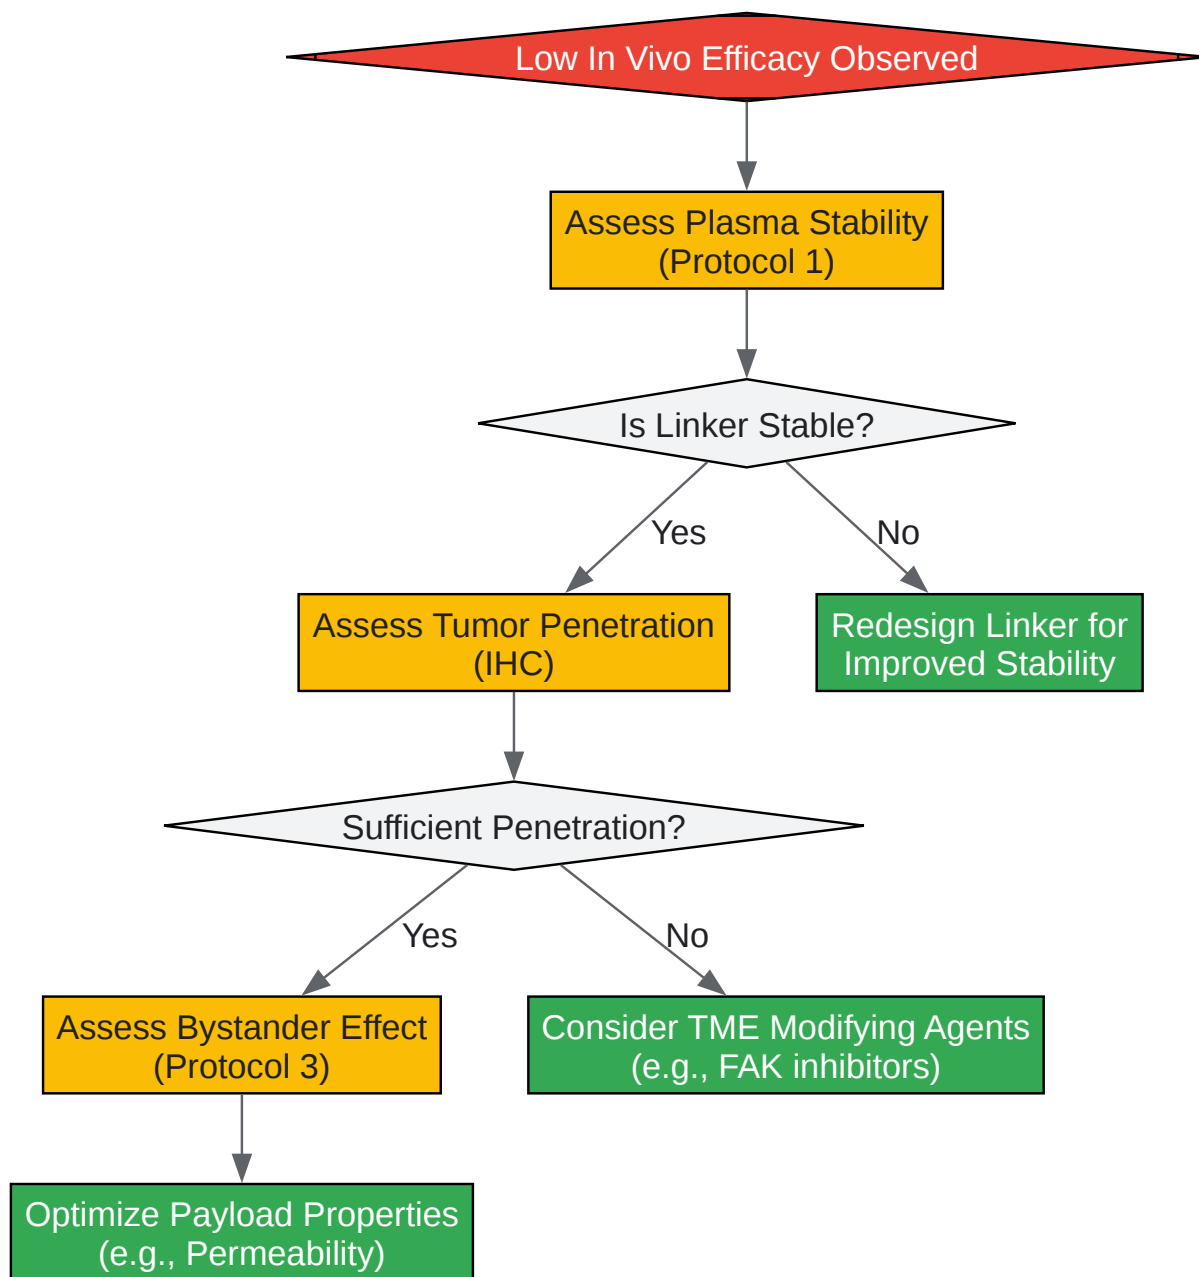 Low In Vivo Efficacy Observed
Assess Plasma Stability
(Protocol 1)
Is Linker Stable?
Yes
No
Assess Tumor Penetration
(IHC)
Redesign Linker for
Improved Stability
Sufficient Penetration?
Yes
No
Assess Bystander Effect
(Protocol 3)
Consider TME Modifying Agents
(e.g., FAK inhibitors)
Optimize Payload Properties
(e.g., Permeability)